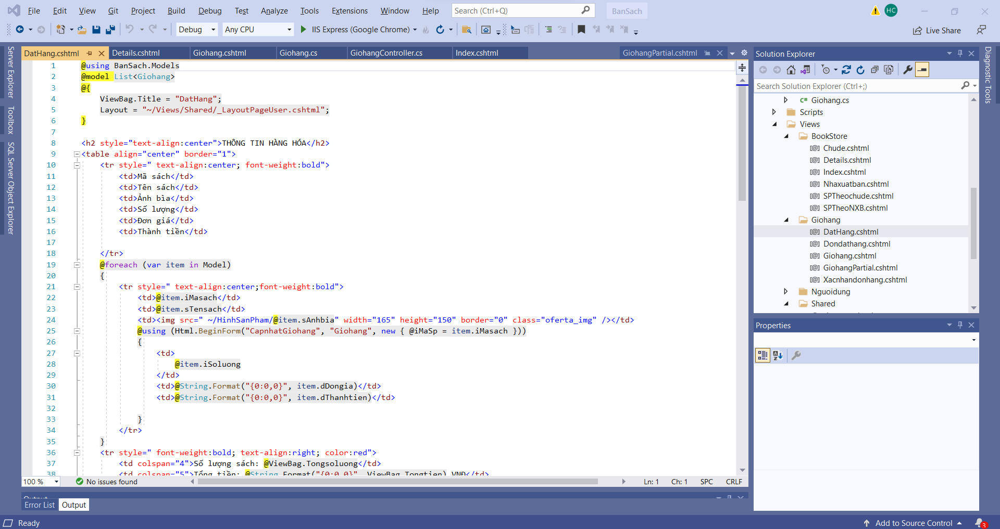 File Edit View Git Project Build Debug Test Analyze Tools Extensions Window Help Search (Ctrl+Q) BanSach HC
Debug Any CPU IIS Express (Google Chrome) Live Share
Server Explorer
Toolbox
SQL Server Object Explorer
DatHang.cshtml Details.cshtml Giohang.cshtml Giohang.cs GiohangController.cs Index.cshtml GiohangPartial.cshtml
1 @using BanSach.Models
2 @model List<Giohang>
3 @{
4 ViewBag.Title = "DatHang";
5 Layout = "~/Views/Shared/_LayoutPageUser.cshtml";
6 }
7
8 <h2 style="text-align:center">THÔNG TIN HÀNG HÓA</h2>
9 <table align="center" border="1">
10 <tr style=" text-align:center; font-weight:bold">
11 <td>Mã sách</td>
12 <td>Tên sách</td>
13 <td>Ảnh bìa</td>
14 <td>Số lượng</td>
15 <td>Đơn giá</td>
16 <td>Thành tiền</td>
17
18 </tr>
19 @foreach (var item in Model)
20 {
21 <tr style=" text-align:center;font-weight:bold">
22 <td>@item.iMasach</td>
23 <td>@item.sTensach</td>
24 <td><img src=" ~/HinhSanPham/@item.sAnhbia" width="165" height="150" border="0" class="oferta_img" /></td>
25 @using (Html.BeginForm("CapnhatGiohang", "Giohang", new { @iMaSp = item.iMasach }))
26 {
27 <td>
28 @item.iSoluong
29 </td>
30 <td>@String.Format("{0:0,0}", item.dDongia)</td>
31 <td>@String.Format("{0:0,0}", item.dThanhtien)</td>
32
33 }
34 </tr>
35 }
36 <tr style=" font-weight:bold; text-align:right; color:red">
37 <td colspan="4">Số lượng sách: @ViewBag.Tongsoluong</td>
38 <td colspan="5">Tổng tiền: @String.Format("{0:0,0}", ViewBag.Tongtien) VNĐ</td>
100 % No issues found Ln: 1 Ch: 1 SPC CRLF
Output
Error List Output
Solution Explorer
Search Solution Explorer (Ctrl+;)
C# Giohang.cs
Scripts
Views
BookStore
[@] Chude.cshtml
[@] Details.cshtml
[@] Index.cshtml
[@] Nhaxuatban.cshtml
[@] SPTheochude.cshtml
[@] SPTheoNXB.cshtml
Giohang
[@] DatHang.cshtml
[@] Dondathang.cshtml
[@] Giohang.cshtml
[@] GiohangPartial.cshtml
[@] Xacnhandonhang.cshtml
Nguoidung
Shared
Properties
Diagnostic Tools
Ready Add to Source Control 3